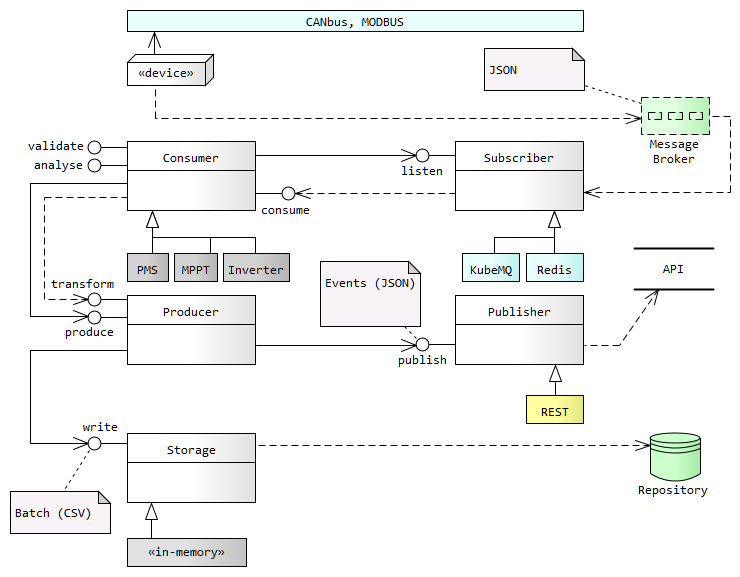 CANbus, MODBUS
«device»
JSON
Message
Broker
validate
analyse
Consumer
Subscriber
listen
consume
PMS
MPPT
Inverter
KubeMQ
Redis
API
transform
produce
Producer
Events (JSON)
Publisher
publish
REST
write
Storage
Repository
Batch (CSV)
«in-memory»